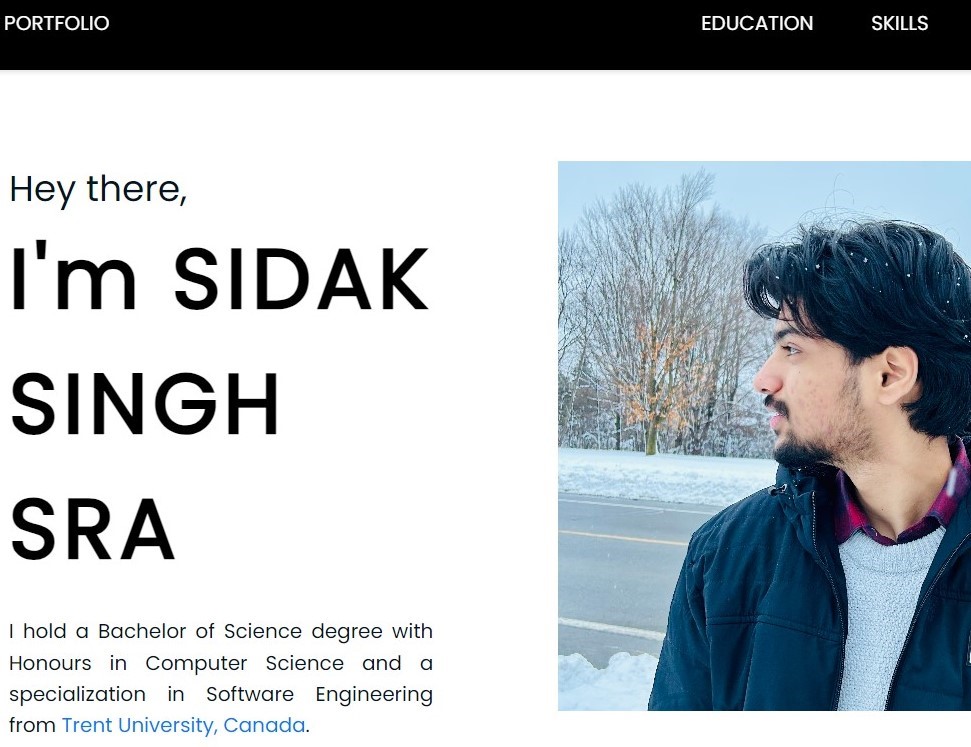 PORTFOLIO EDUCATION SKILLS
Hey there,
I'm SIDAK
SINGH
SRA
I hold a Bachelor of Science degree with
Honours in Computer Science and a
specialization in Software Engineering
from Trent University, Canada.